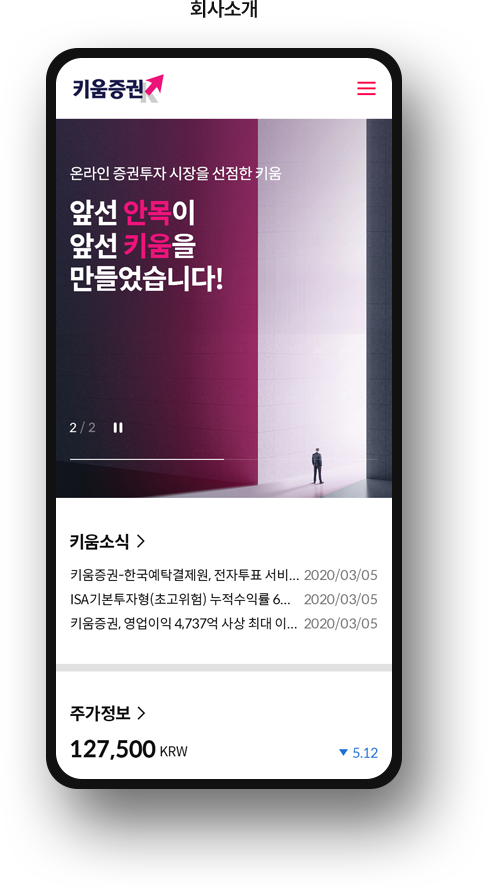 회사소개
키움증권
온라인 증권투자 시장을 선점한 키움
앞선 안목이
앞선 키움을
만들었습니다!
2 / 2
키움소식
키움증권-한국예탁결제원, 전자투표 서비... 2020/03/05
ISA기본투자형(초고위험) 누적수익률 6... 2020/03/05
키움증권, 영업이익 4,737억 사상 최대 이... 2020/03/05
주가정보
127,500 KRW ▼ 5.12